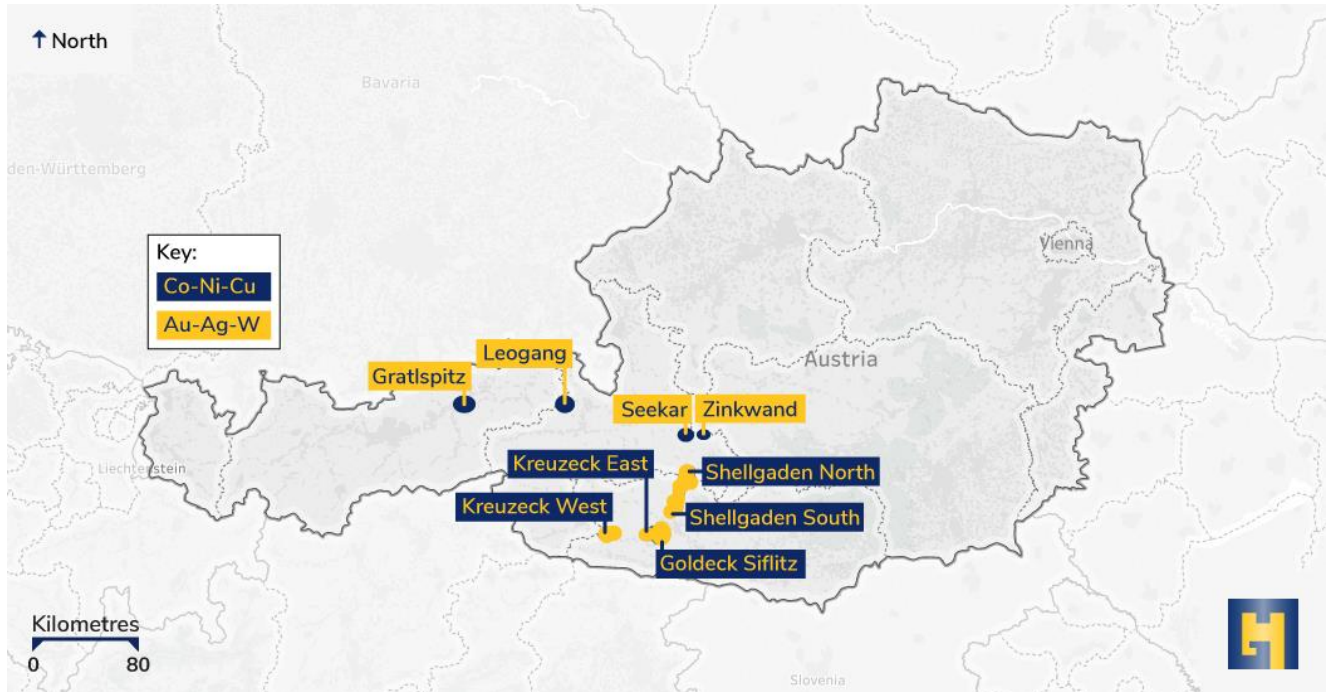 ↑ North
Bavaria
den-Württemberg
Key:
Co-Ni-Cu
Au-Ag-W
Vienna
Austria
Leogang
Gratlspitz
Seekar
Zinkwand
Liechtenstein
Kreuzeck East
Shellgaden North
Kreuzeck West
Shellgaden South
Goldeck Siflitz
Kilometres
0 80
Slovenia
H